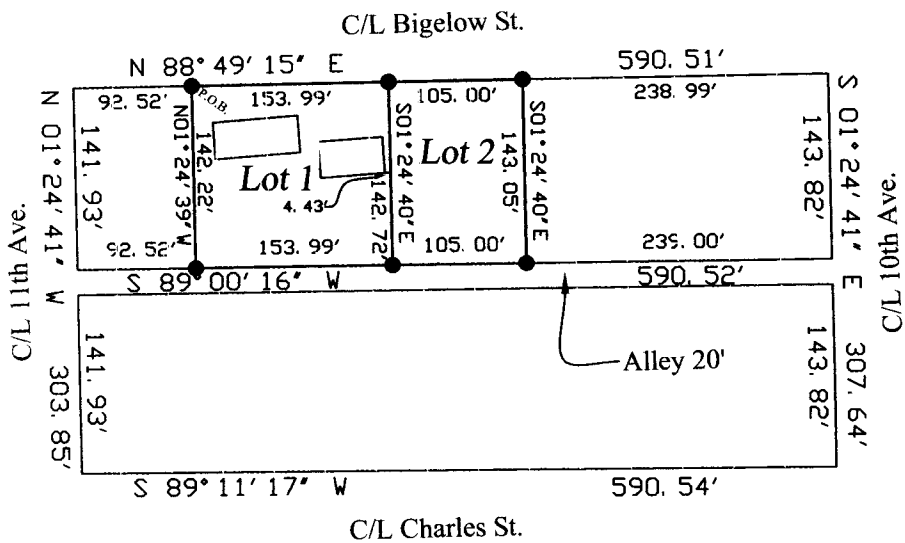 C/L Bigelow St.
N 88° 49' 15" E
590. 51'
92. 52'
P.O.B.
153. 99'
105. 00'
238. 99'
N 01° 24' 41" W
303. 85'
141. 93'
N01° 24' 39" W
142. 22'
Lot 1
4. 43'
S01° 24' 40" E
142. 72'
Lot 2
S01° 24' 40" E
143. 05'
143. 82'
S 01° 24' 41" E
307. 64'
C/L 11th Ave.
C/L 10th Ave.
92. 52'
153. 99'
105. 00'
239. 00'
S 89° 00' 16" W
590. 52'
Alley 20'
141. 93'
143. 82'
S 89° 11' 17" W
590. 54'
C/L Charles St.